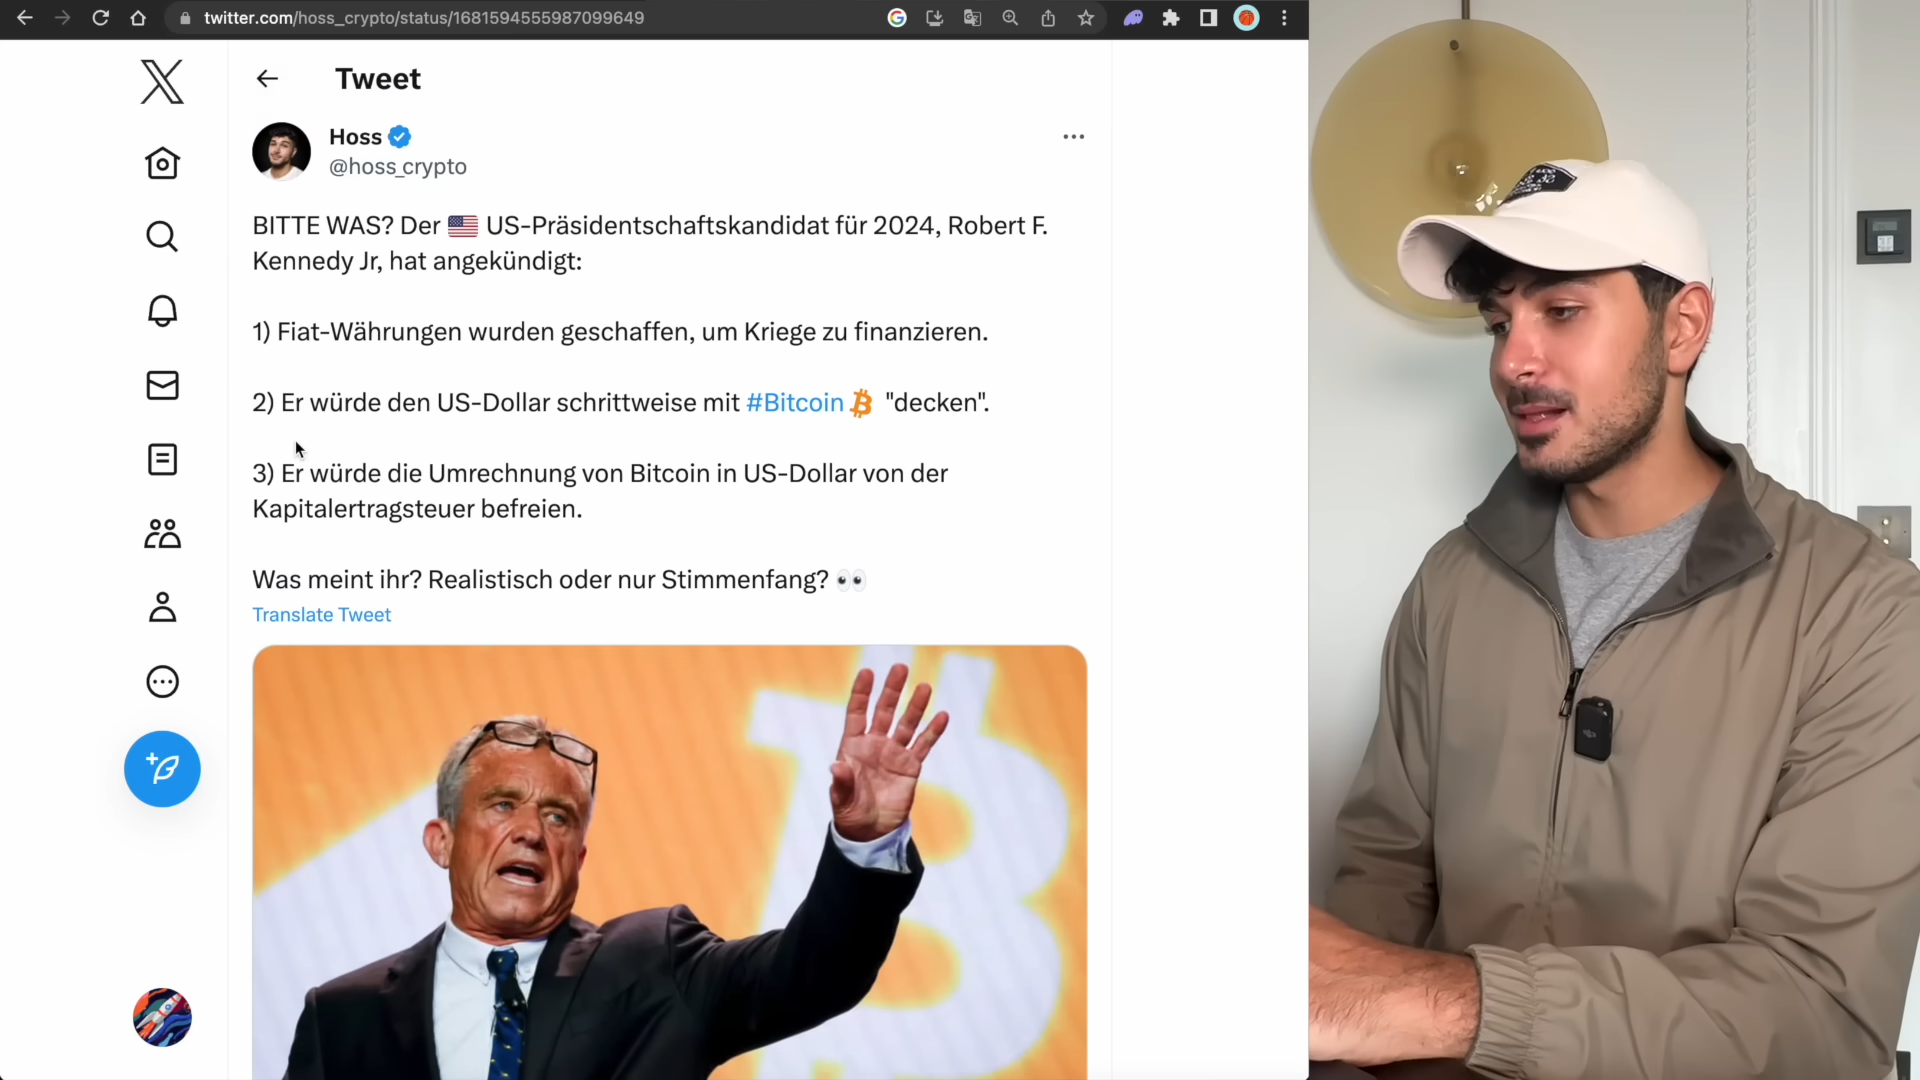 twitter.com/hoss_crypto/status/1681594555987099649
Tweet
Hoss
@hoss_crypto
BITTE WAS? Der 🇺🇸 US-Präsidentschaftskandidat für 2024, Robert F.
Kennedy Jr, hat angekündigt:
1) Fiat-Währungen wurden geschaffen, um Kriege zu finanzieren.
2) Er würde den US-Dollar schrittweise mit #Bitcoin "decken".
3) Er würde die Umrechnung von Bitcoin in US-Dollar von der
Kapitalertragsteuer befreien.
Was meint ihr? Realistisch oder nur Stimmenfang? 👀
Translate Tweet